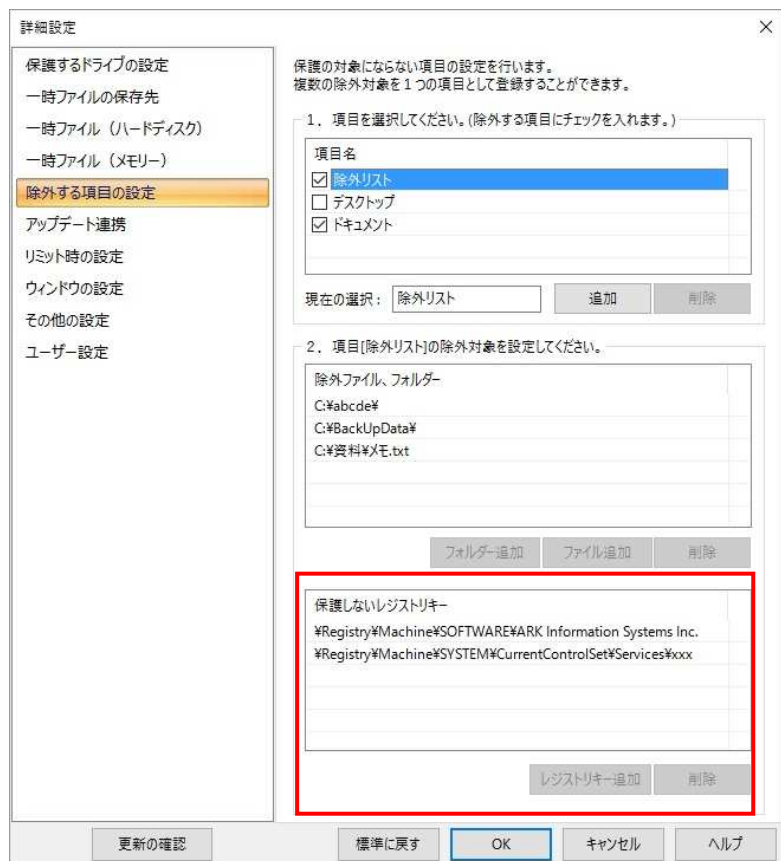 詳細設定
保護するドライブの設定
一時ファイルの保存先
一時ファイル（ハードディスク）
一時ファイル（メモリー）
除外する項目の設定
アップデート連携
リミット時の設定
ウィンドウの設定
その他の設定
ユーザー設定
保護の対象にならない項目の設定を行います。
複数の除外対象を１つの項目として登録することができます。
１．項目を選択してください。(除外する項目にチェックを入れます。)
項目名
除外リスト
デスクトップ
ドキュメント
現在の選択： 除外リスト 追加 削除
２．項目[除外リスト]の除外対象を設定してください。
除外ファイル、フォルダー
C:¥abcde¥
C:¥BackUpData¥
C:¥資料¥メモ.txt
フォルダー追加 ファイル追加 削除
保護しないレジストリキー
¥Registry¥Machine¥SOFTWARE¥ARK Information Systems Inc.
¥Registry¥Machine¥SYSTEM¥CurrentControlSet¥Services¥xxx
レジストリキー追加 削除
更新の確認 標準に戻す OK キャンセル ヘルプ